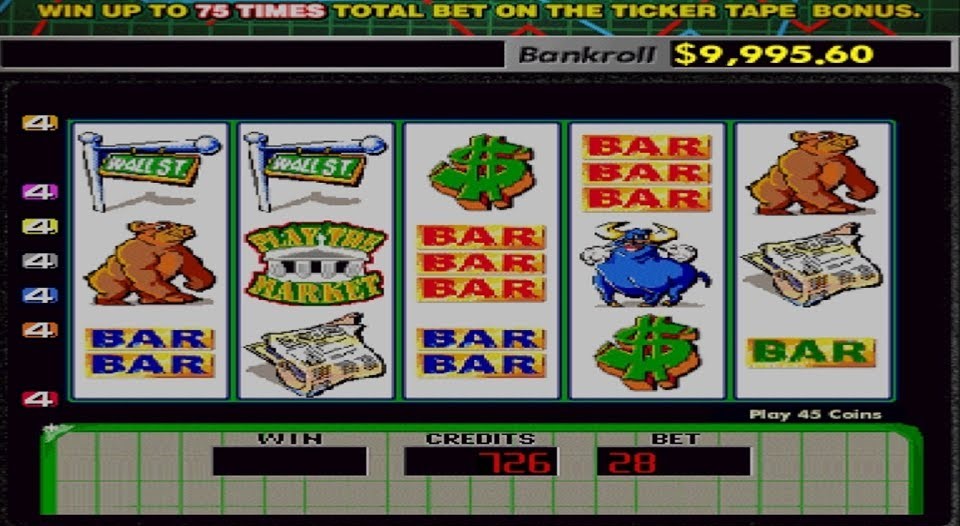 WIN UP TO 75 TIMES TOTAL BET ON THE TICKER TAPE BONUS.
Bankroll $9,995.60
4
WALL ST.
WALL ST.
$
BAR
BAR
BAR
4
4
4
4
4
PLAY THE
MARKET
BAR
BAR
BAR
BAR
BAR
BAR
BAR
$
BAR
4
Play 45 Coins
WIN CREDITS BET
726 28